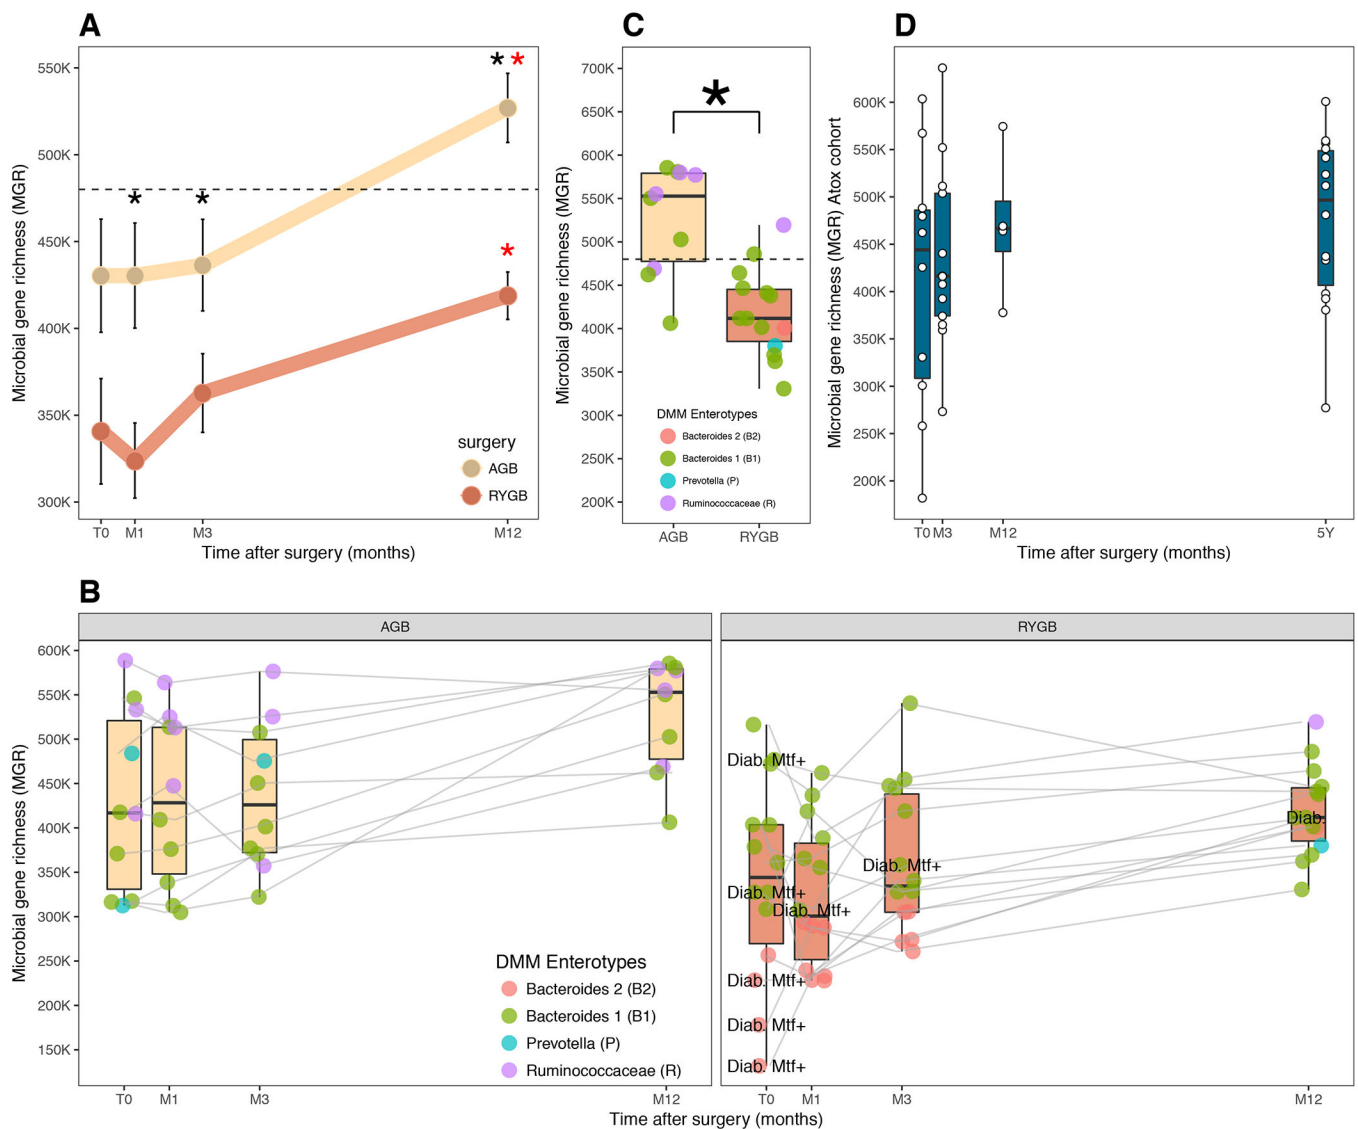 A
Microbial gene richness (MGR)
550K
500K
450K
400K
350K
300K
* *
* *
*
surgery
AGB
RYGB
T0 M1 M3 M12
Time after surgery (months)
C
Microbial gene richness (MGR)
700K
650K
600K
550K
500K
450K
400K
350K
300K
250K
200K
*
DMM Enterotypes
Bacteroides 2 (B2)
Bacteroides 1 (B1)
Prevotella (P)
Ruminococcaceae (R)
AGB RYGB
D
Microbial gene richness (MGR) Atox cohort
600K
550K
500K
450K
400K
350K
300K
250K
200K
T0 M3 M12 5Y
Time after surgery (months)
B
AGB
RYGB
Microbial gene richness (MGR)
600K
550K
500K
450K
400K
350K
300K
250K
200K
150K
DMM Enterotypes
Bacteroides 2 (B2)
Bacteroides 1 (B1)
Prevotella (P)
Ruminococcaceae (R)
Diab. Mtf+
Diab.
Diab. Mtf+
Diab. Mtf+
Diab. Mtf+
Diab. Mtf+
Diab. Mtf+
Diab. Mtf+
T0 M1 M3 M12
T0 M1 M3 M12
Time after surgery (months)